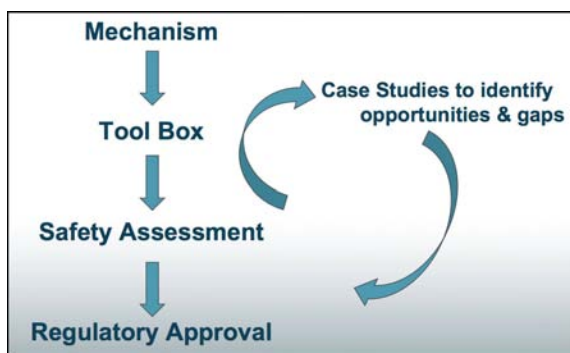 Mechanism
Case Studies to identify
opportunities & gaps
Tool Box
Safety Assessment
Regulatory Approval